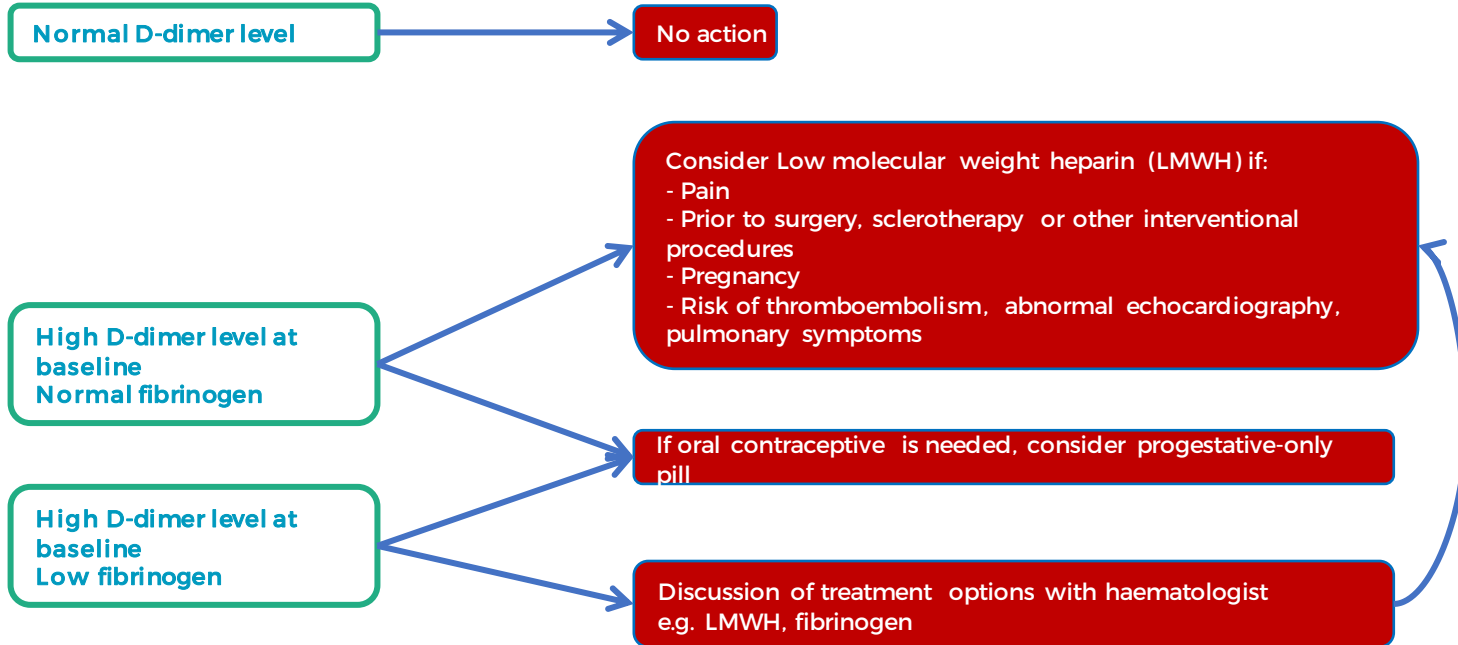 Normal D-dimer level
No action
Consider Low molecular weight heparin (LMWH) if:
- Pain
- Prior to surgery, sclerotherapy or other interventional
procedures
- Pregnancy
- Risk of thromboembolism, abnormal echocardiography,
pulmonary symptoms
High D-dimer level at
baseline
Normal fibrinogen
If oral contraceptive is needed, consider progestative-only
pill
High D-dimer level at
baseline
Low fibrinogen
Discussion of treatment options with haematologist
e.g. LMWH, fibrinogen